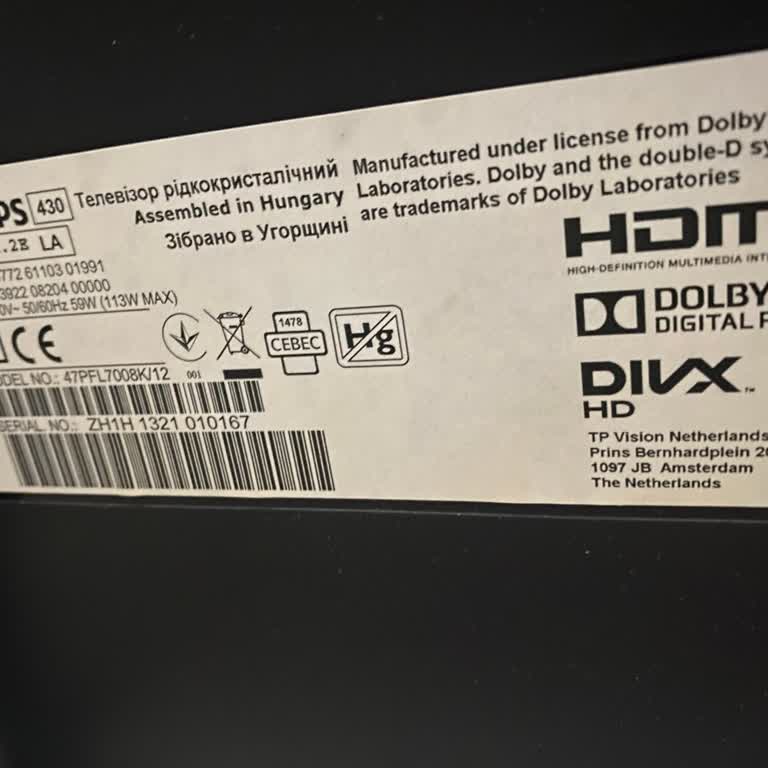 PS 430 Телевізор рідкокристалічний
Assembled in Hungary
Зібрано в Угорщині
.2B LA
772 61103 01991
3922 08204 00000
0V~ 50/60Hz 59W (113W MAX)
CE
1478
CEBEC
Hg
ODEL NO.: 47PFL7008K/12 001
SERIAL NO.: ZH1H 1321 010167
Manufactured under license from Dolby
Laboratories. Dolby and the double-D sy
are trademarks of Dolby Laboratories
HDM
HIGH-DEFINITION MULTIMEDIA INT
DOLBY
DIGITAL P
DIVX ™
HD
TP Vision Netherlands
Prins Bernhardplein 20
1097 JB Amsterdam
The Netherlands